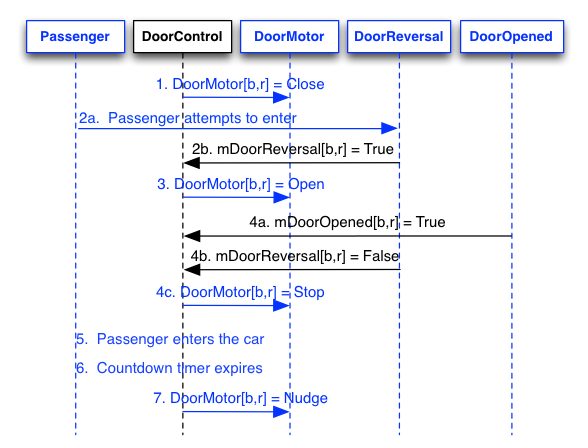 Passenger DoorControl DoorMotor DoorReversal DoorOpened
1. DoorMotor[b,r] = Close
2a.  Passenger attempts to enter
2b. mDoorReversal[b,r] = True
3. DoorMotor[b,r] = Open
4a. mDoorOpened[b,r] = True
4b. mDoorReversal[b,r] = False
4c. DoorMotor[b,r] = Stop
5.  Passenger enters the car
6.  Countdown timer expires
7. DoorMotor[b,r] = Nudge